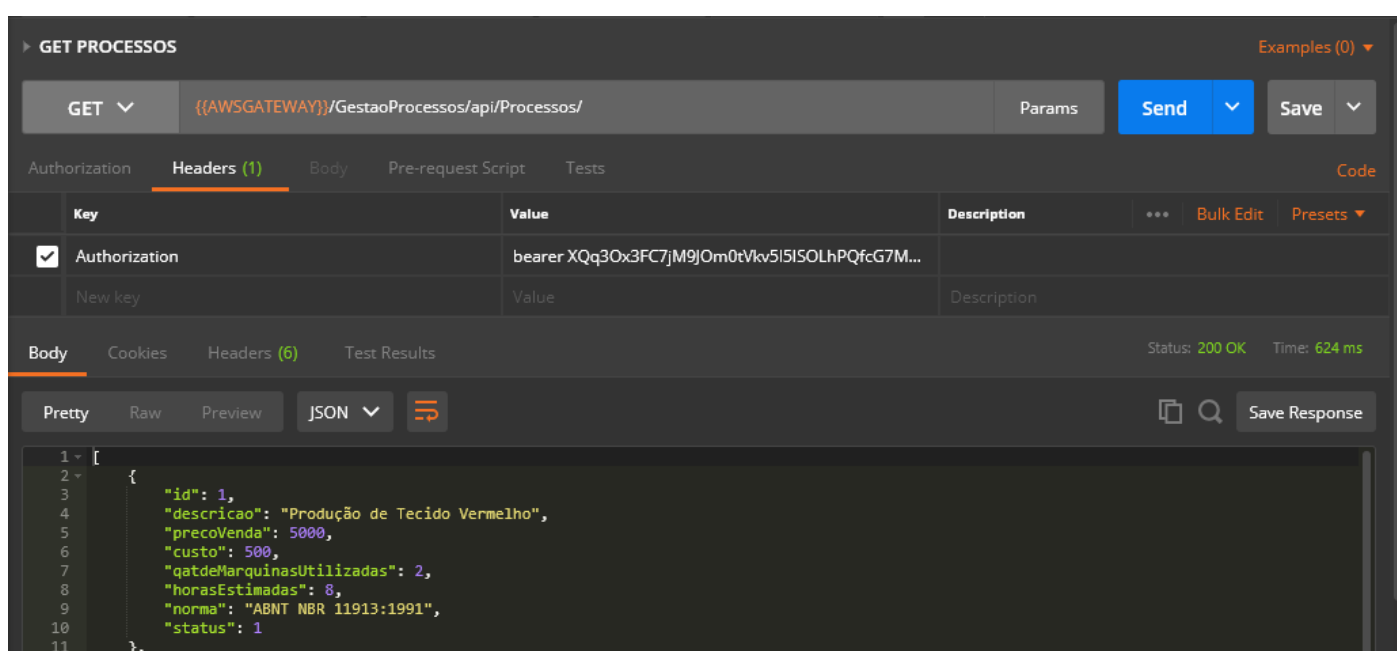 GET PROCESSOS Examples (0)
GET {{AWSGATEWAY}}/GestaoProcessos/api/Processos/ Params Send Save
Authorization Headers (1) Body Pre-request Script Tests Code
Key Value Description ••• Bulk Edit Presets
Authorization bearer XQq3Ox3FC7jM9JOm0tVkv5I5ISOLhPQfcG7M...
New key Value Description
Body Cookies Headers (6) Test Results Status: 200 OK Time: 624 ms
Pretty Raw Preview JSON Save Response
1 [
2 {
3 "id": 1,
4 "descricao": "Produção de Tecido Vermelho",
5 "precoVenda": 5000,
6 "custo": 500,
7 "qatdeMarquinasUtilizadas": 2,
8 "horasEstimadas": 8,
9 "norma": "ABNT NBR 11913:1991",
10 "status": 1
11 },